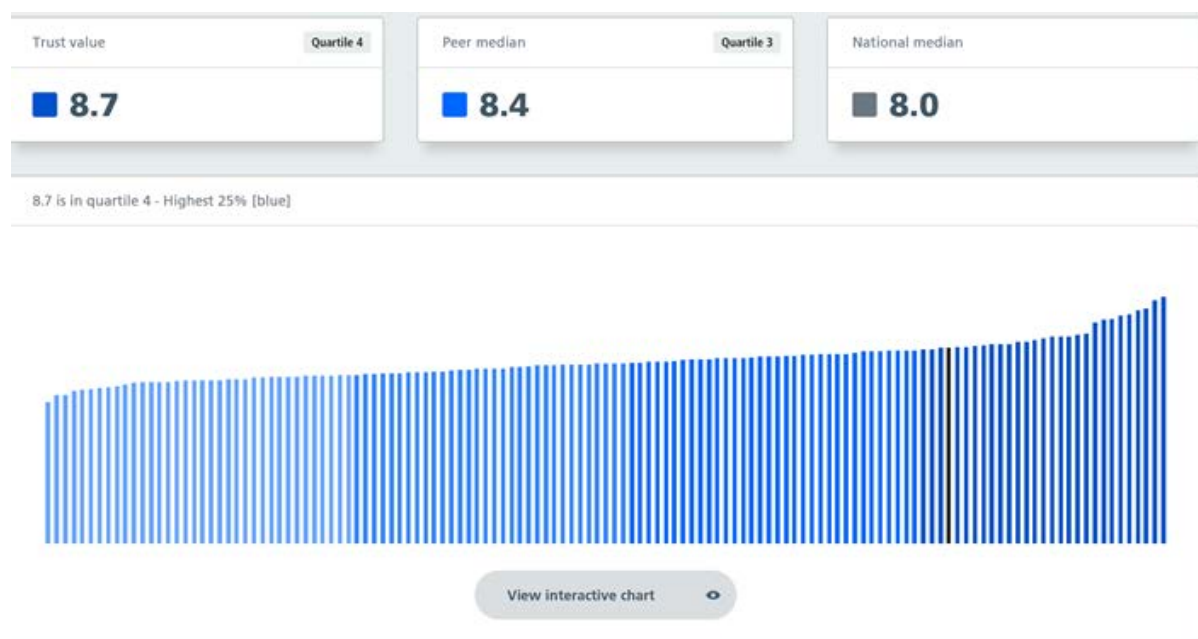 Trust value
Quartile 4
8.7
Peer median
Quartile 3
8.4
National median
8.0
8.7 is in quartile 4 - Highest 25% [blue]
View interactive chart